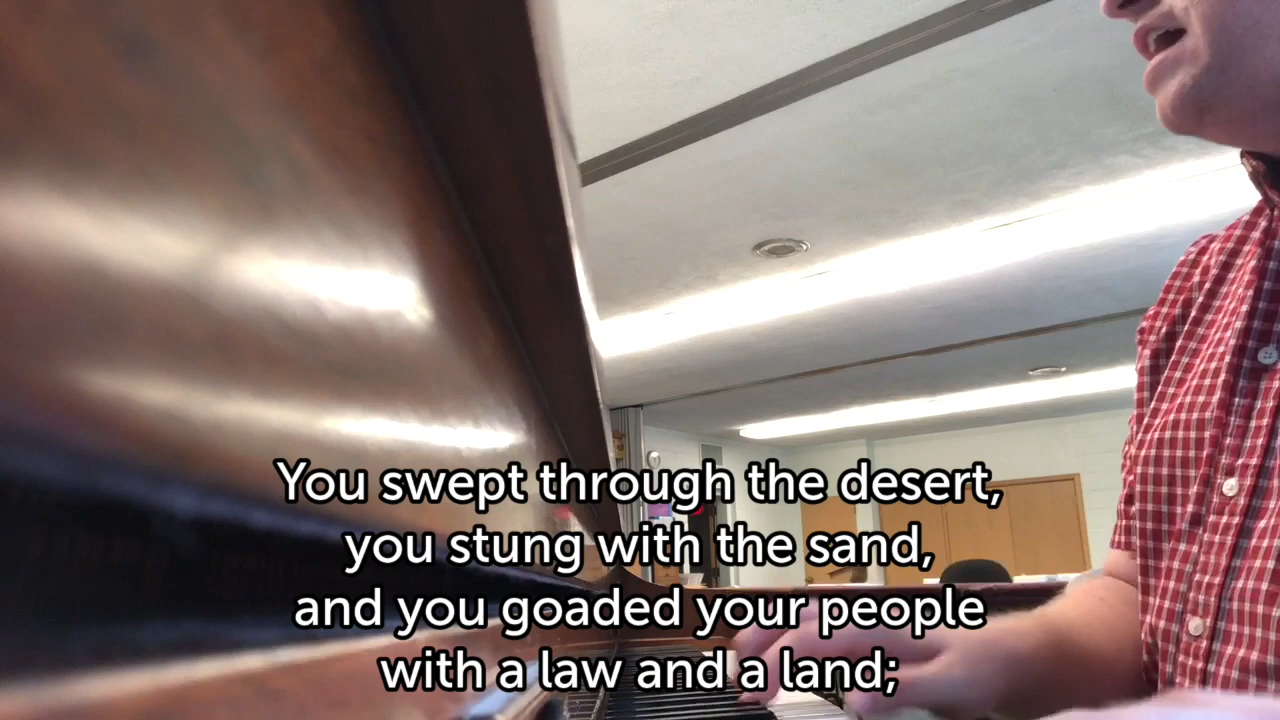 You swept through the desert,
you stung with the sand,
and you goaded your people
with a law and a land;